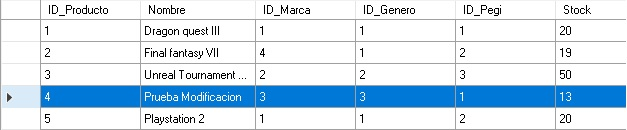 ID_Producto Nombre ID_Marca ID_Genero ID_Pegi Stock
1 Dragon quest III 1 1 1 20
2 Final fantasy VII 4 1 2 19
3 Unreal Tournament ... 2 2 3 50
4 Prueba Modificacion 3 3 1 13
5 Playstation 2 1 1 2 20